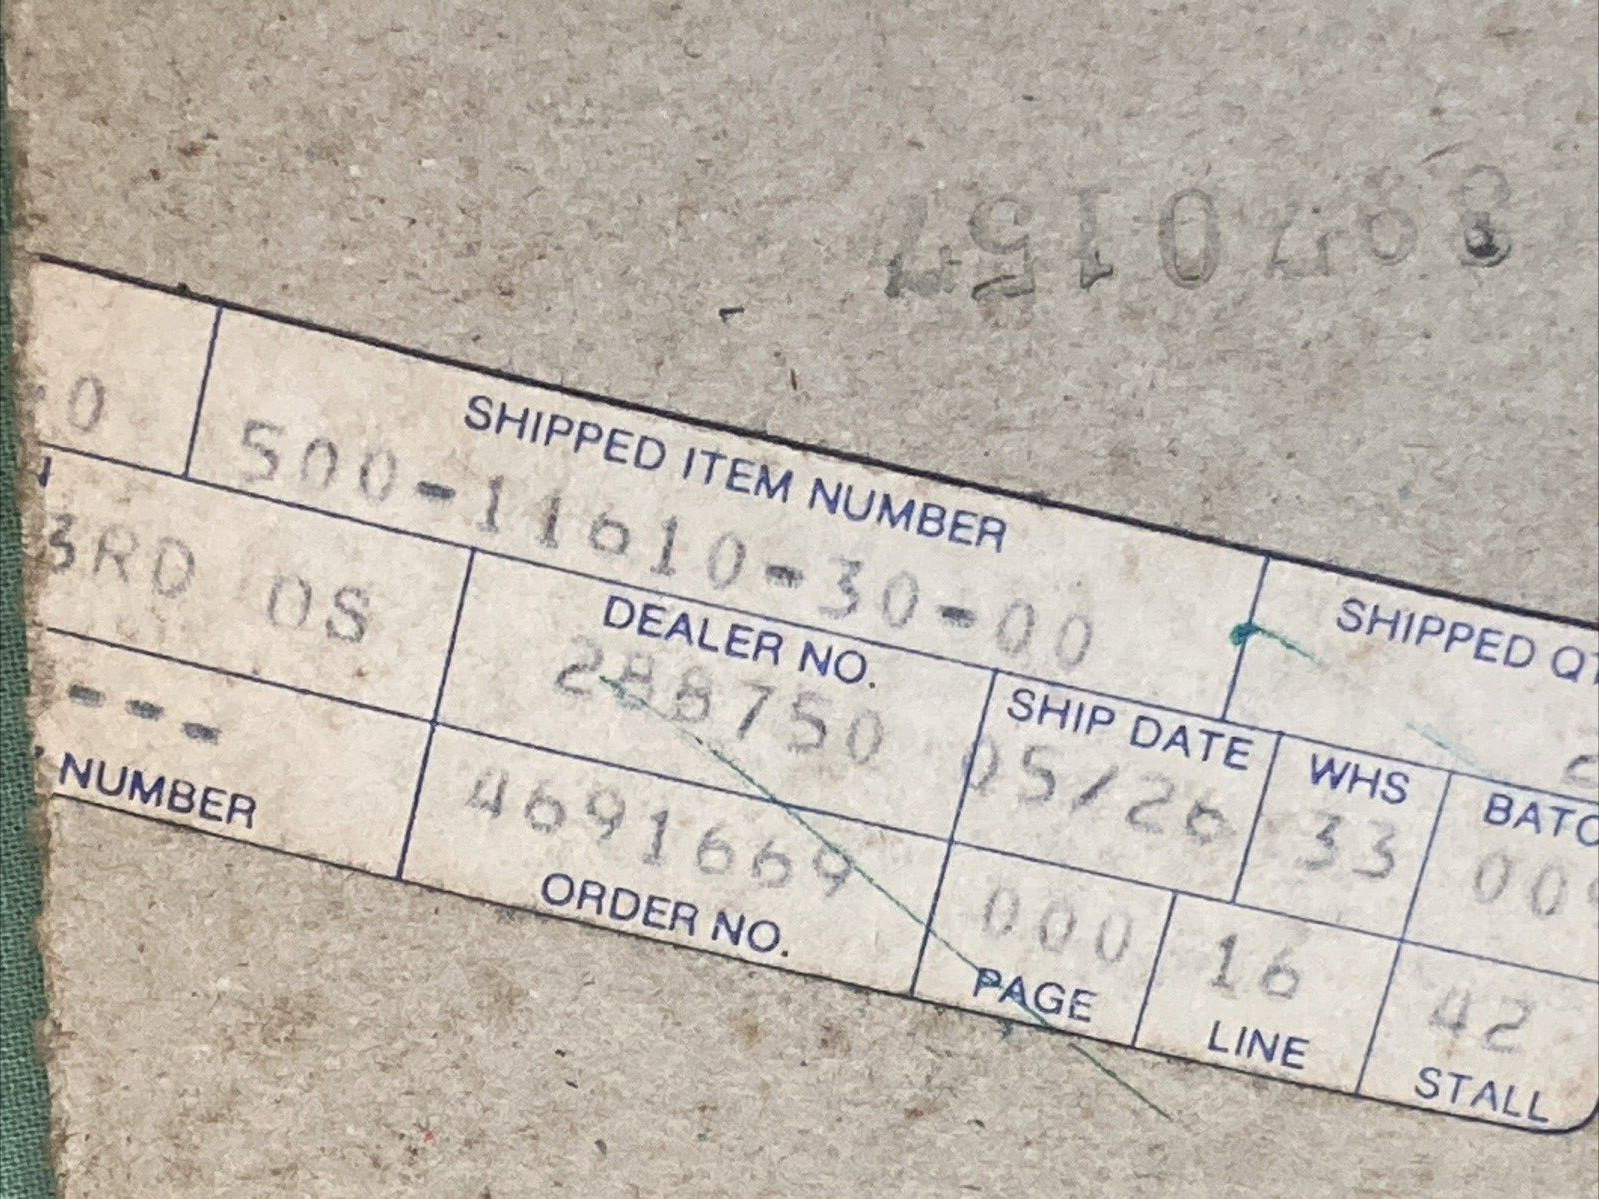 SHIPPED ITEM NUMBER
0 500-11610-30-00
SHIPPED QT
DEALER NO. SHIP DATE WHS BATC
3RD OS 288750 05/26 33 00
--- 4691669 000 16 42
NUMBER ORDER NO. PAGE LINE STALL